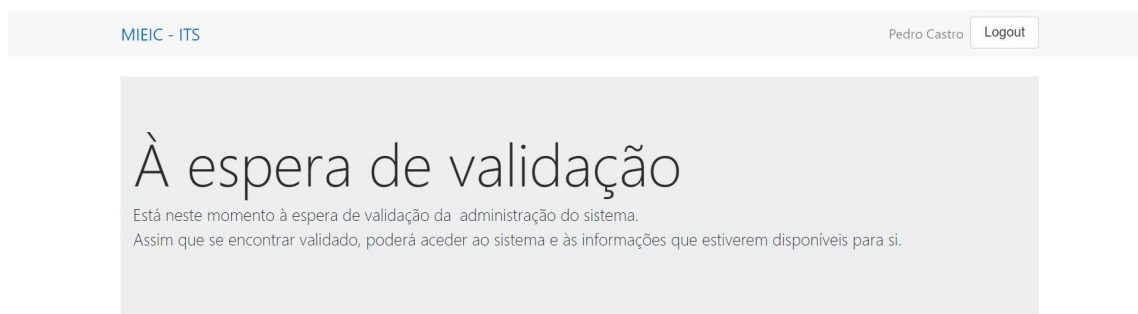 MIEIC - ITS
Pedro Castro
Logout
À espera de validação
Está neste momento à espera de validação da administração do sistema.
Assim que se encontrar validado, poderá aceder ao sistema e às informações que estiverem disponíveis para si.